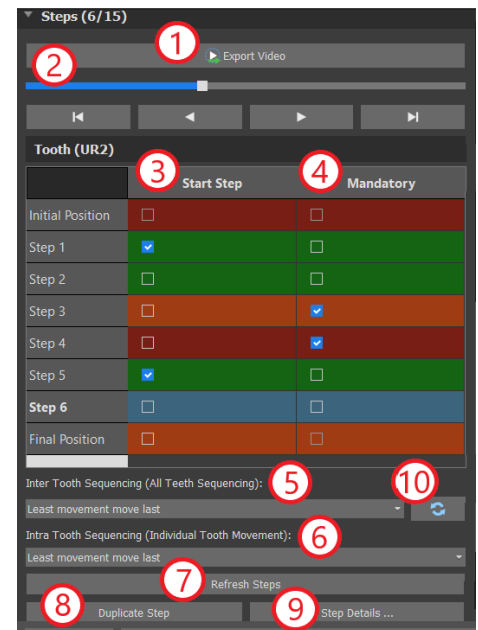 Steps (6/15)
1
Export Video
2
Tooth (UR2)
3
4
Start Step
Mandatory
Initial Position
Step 1
Step 2
Step 3
Step 4
Step 5
Step 6
Final Position
Inter Tooth Sequencing (All Teeth Sequencing):
5
10
Least movement move last
Intra Tooth Sequencing (Individual Tooth Movement):
6
Least movement move last
7
Refresh Steps
8
Duplicate Step
9
Step Details ...